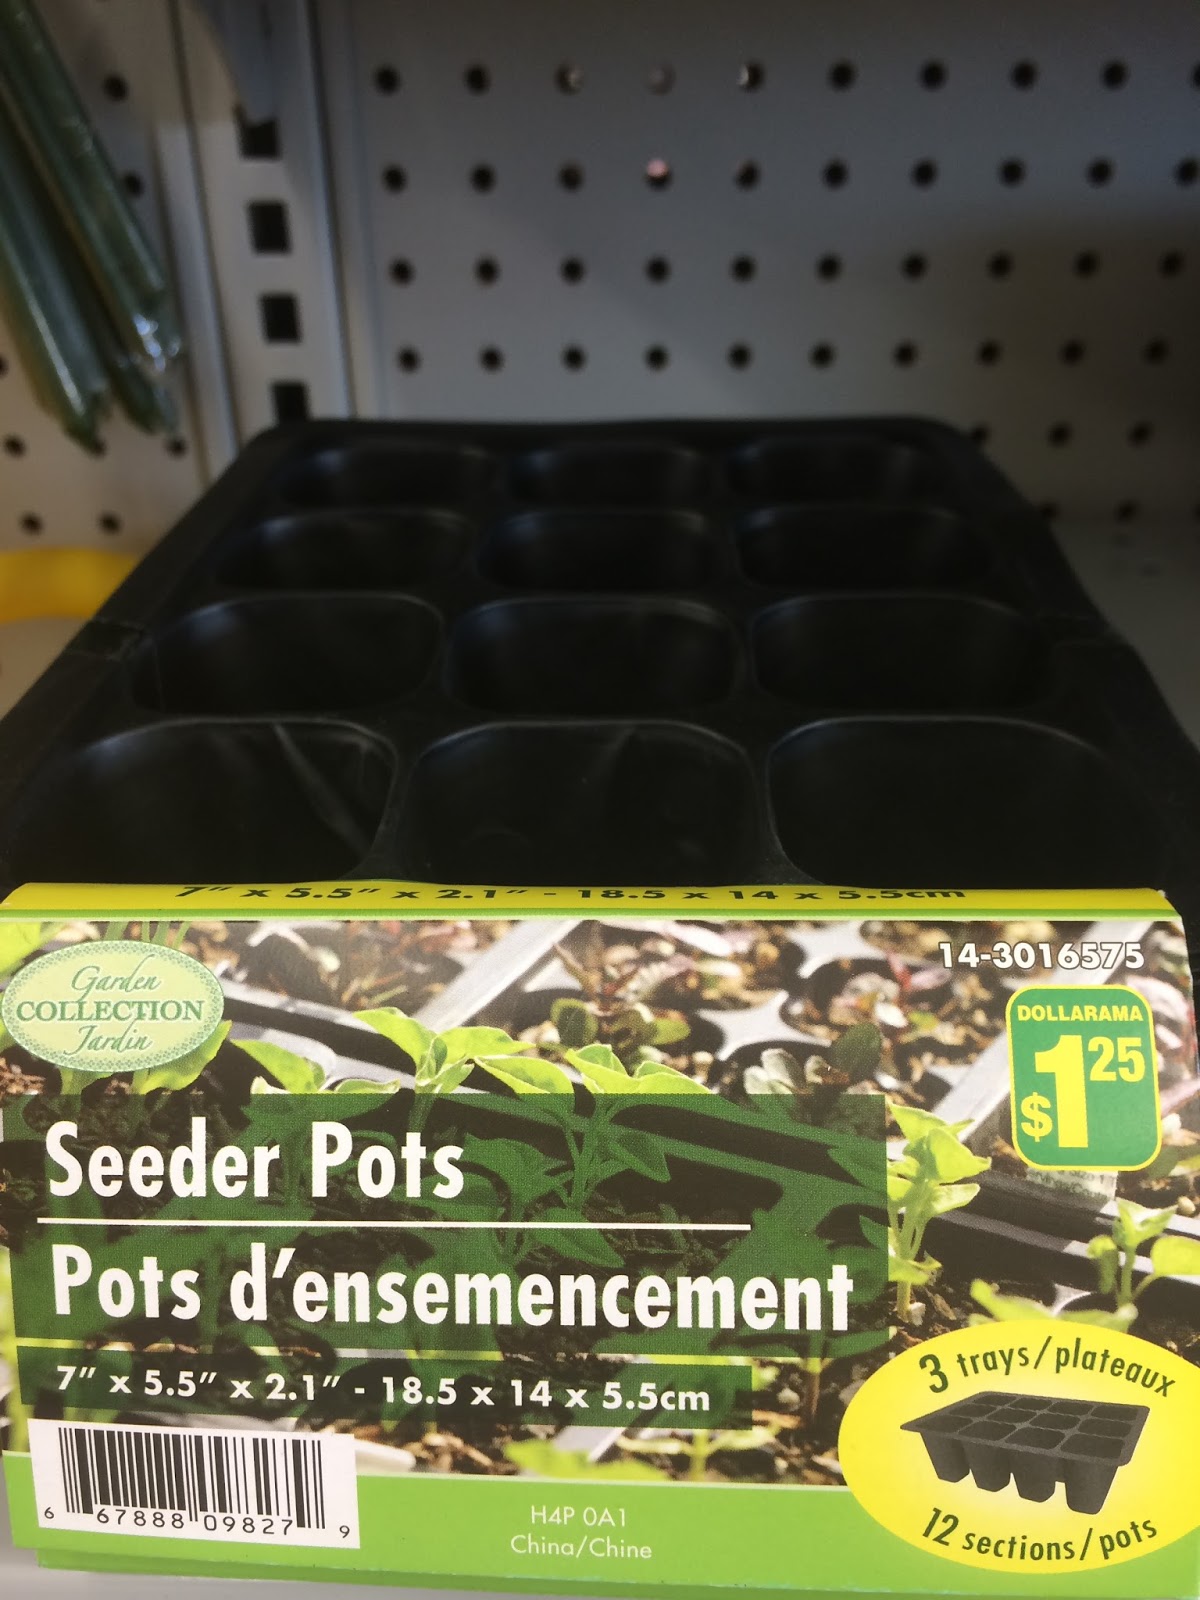 7" x 5.5" x 2.1" - 18.5 x 14 x 5.5cm
14-3016575
Garden
COLLECTION
Jardin
DOLLARAMA
$1 25
Seeder Pots
Pots d'ensemencement
7" x 5.5" x 2.1" - 18.5 x 14 x 5.5cm
3 trays/plateaux
12 sections/pots
6 67888 09827 9
H4P 0A1
China/Chine